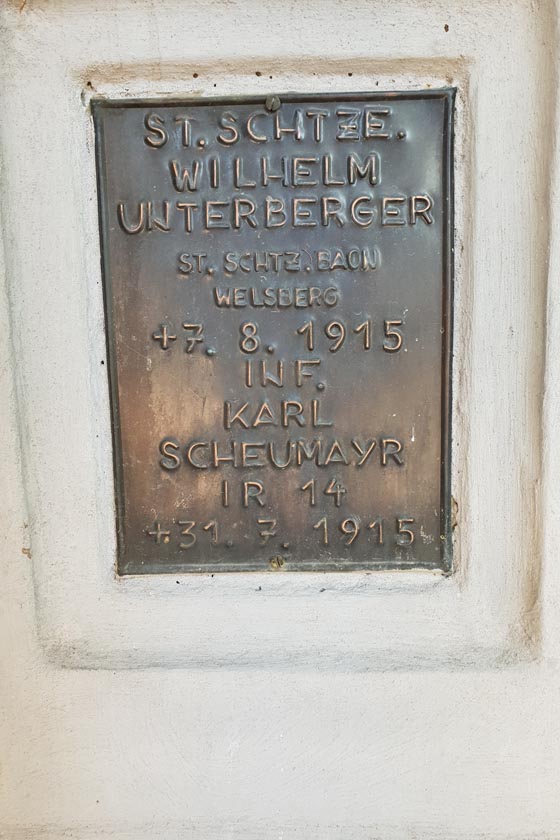 ST. SCHTZE.
WILHELM
UNTERBERGER
ST. SCHTZ. BAON
WELSBERG
+7. 8. 1915
INF.
KARL
SCHEUMAYR
IR 14
+31. 7. 1915